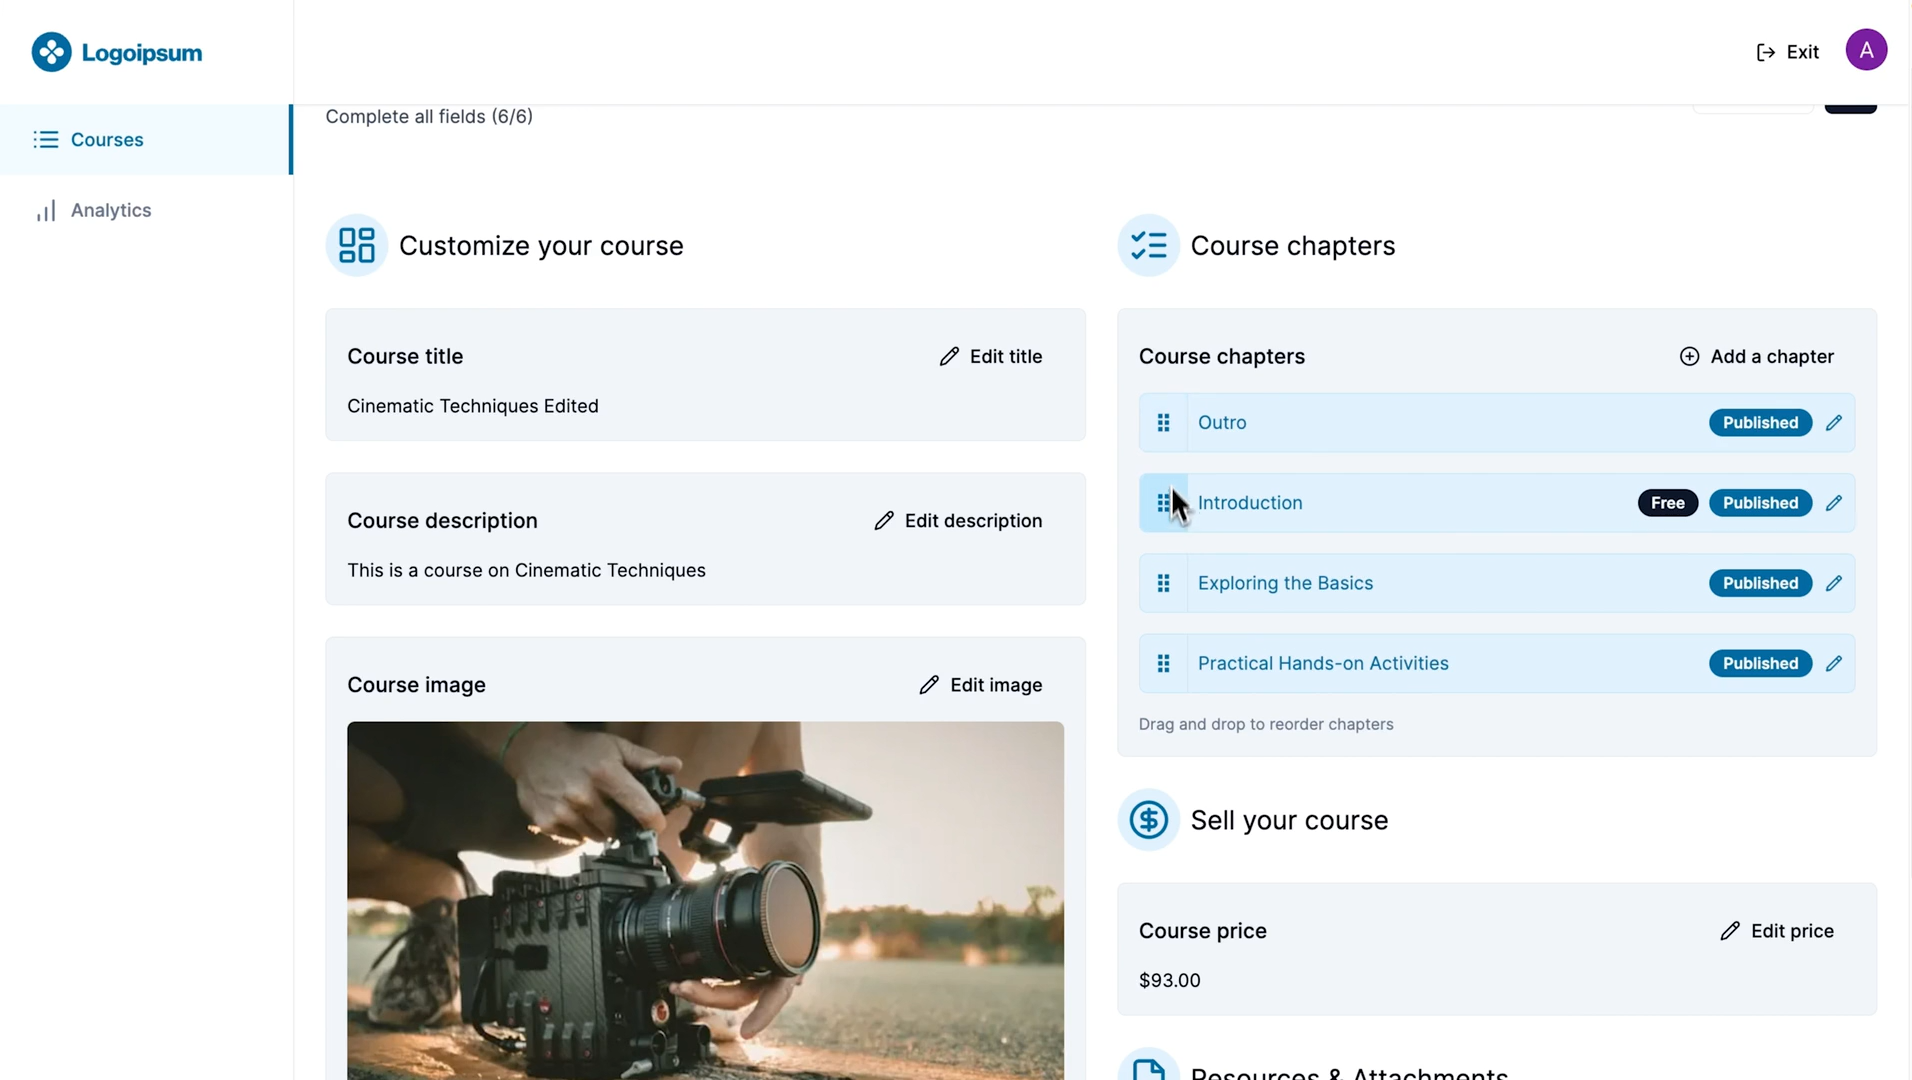 Logoipsum
Exit
A
Courses
Analytics
Complete all fields (6/6)
Customize your course
Course title
Edit title
Cinematic Techniques Edited
Course description
Edit description
This is a course on Cinematic Techniques
Course image
Edit image
Course chapters
Course chapters
Add a chapter
Outro
Published
Introduction
Free
Published
Exploring the Basics
Published
Practical Hands-on Activities
Published
Drag and drop to reorder chapters
Sell your course
Course price
Edit price
$93.00
Resources & Attachments